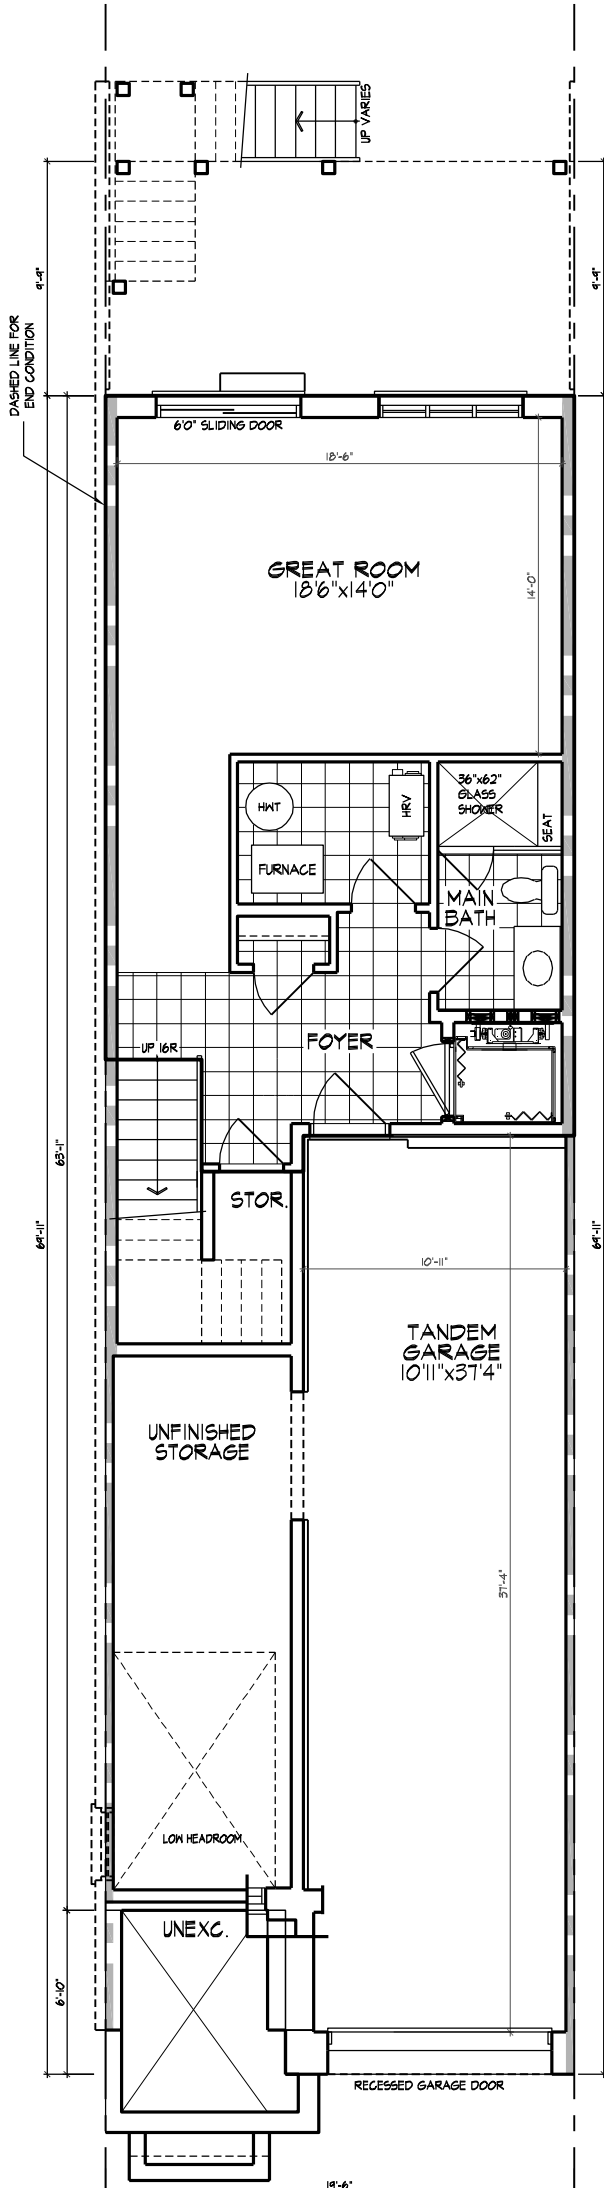 UP VARIES
9'-9"
9'-9"
DASHED LINE FOR
END CONDITION
6'0" SLIDING DOOR
18'-6"
GREAT ROOM
18'6"x14'0"
14'-0"
HWT
HRV
FURNACE
36"x62"
GLASS
SHOWER
SEAT
MAIN
BATH
FOYER
UP 16R
63'-1"
69'-11"
69'-11"
STOR.
10'-11"
TANDEM
GARAGE
10'11"x37'4"
UNFINISHED
STORAGE
37'-4"
LOW HEADROOM
UNEXC.
6'-10"
RECESSED GARAGE DOOR
19'-6"